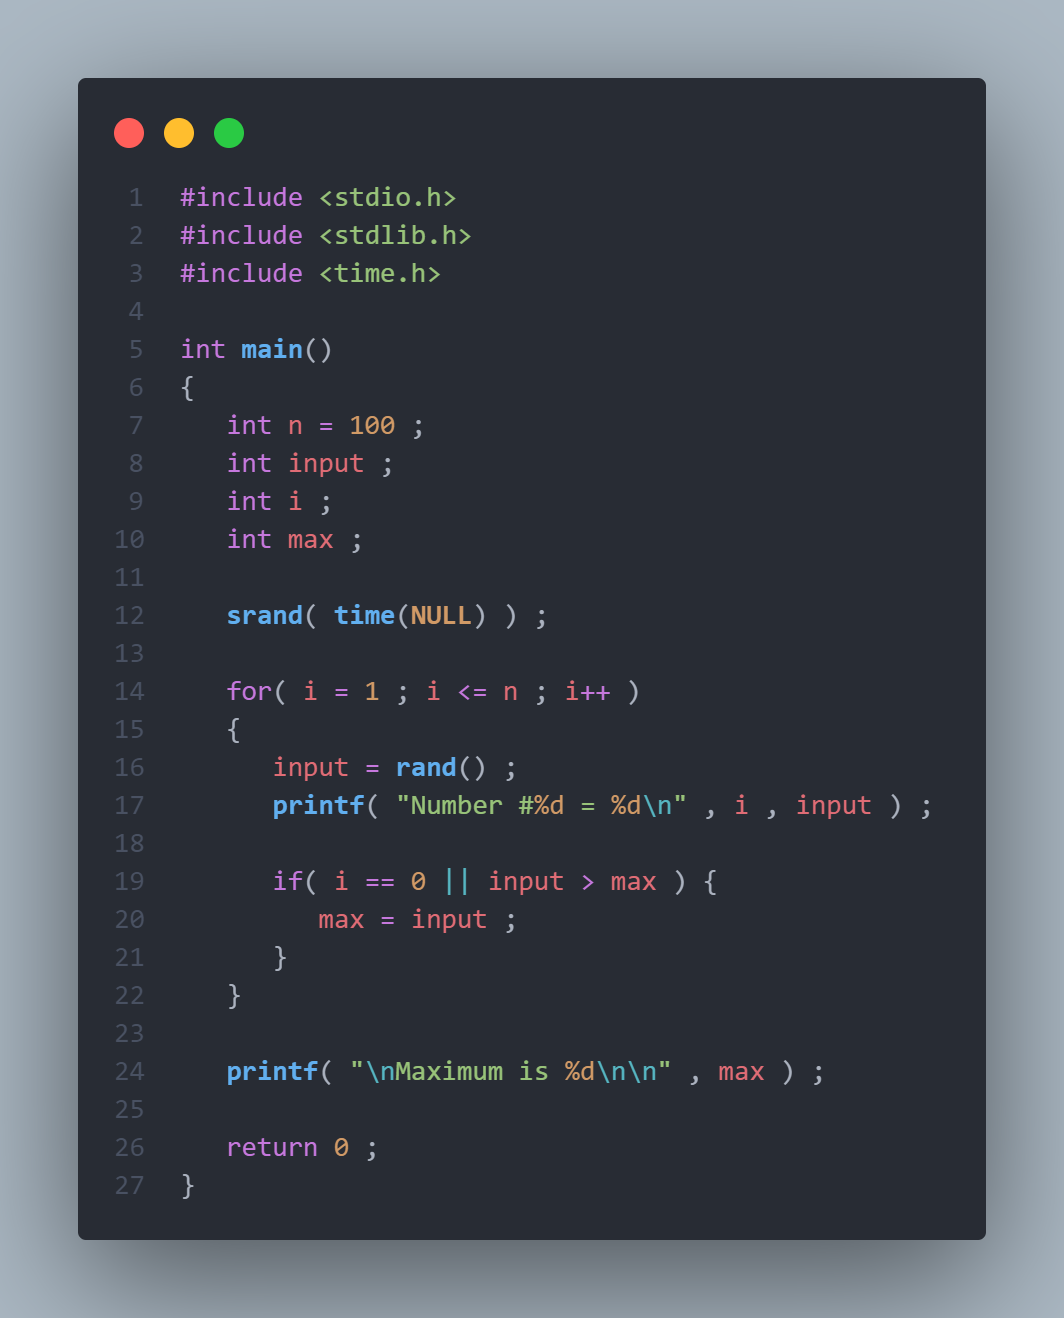 1 #include <stdio.h>
2 #include <stdlib.h>
3 #include <time.h>
4
5 int main()
6 {
7    int n = 100 ;
8    int input ;
9    int i ;
10    int max ;
11
12    srand( time(NULL) ) ;
13
14    for( i = 1 ; i <= n ; i++ )
15    {
16       input = rand() ;
17       printf( "Number #%d = %d\n" , i , input ) ;
18
19       if( i == 0 || input > max ) {
20          max = input ;
21       }
22    }
23
24    printf( "\nMaximum is %d\n\n" , max ) ;
25
26    return 0 ;
27 }